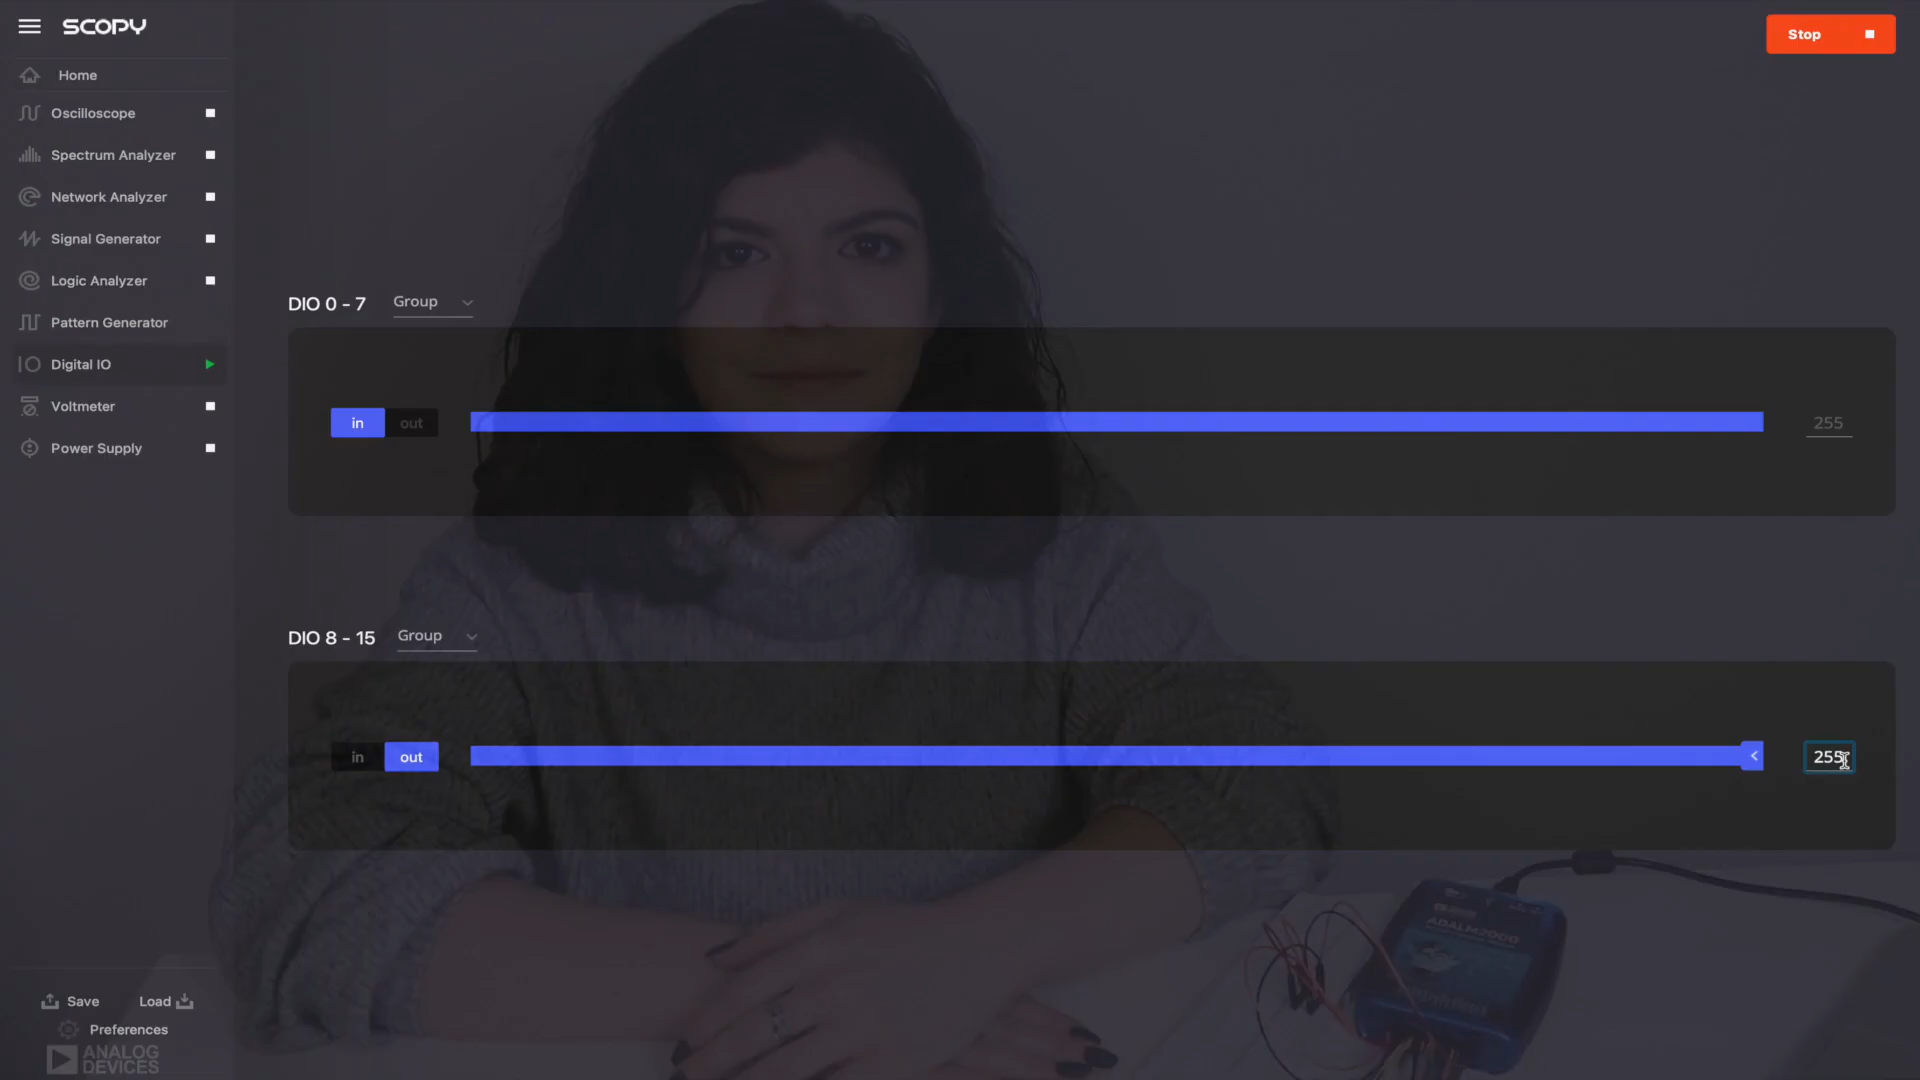 SCOPY
Stop
Home
Oscilloscope
Spectrum Analyzer
Network Analyzer
Signal Generator
Logic Analyzer
Pattern Generator
Digital IO
Voltmeter
Power Supply
DIO 0 - 7 Group
in out 255
DIO 8 - 15 Group
in out 255
ADALM2000
Save Load
Preferences
ANALOG
DEVICES